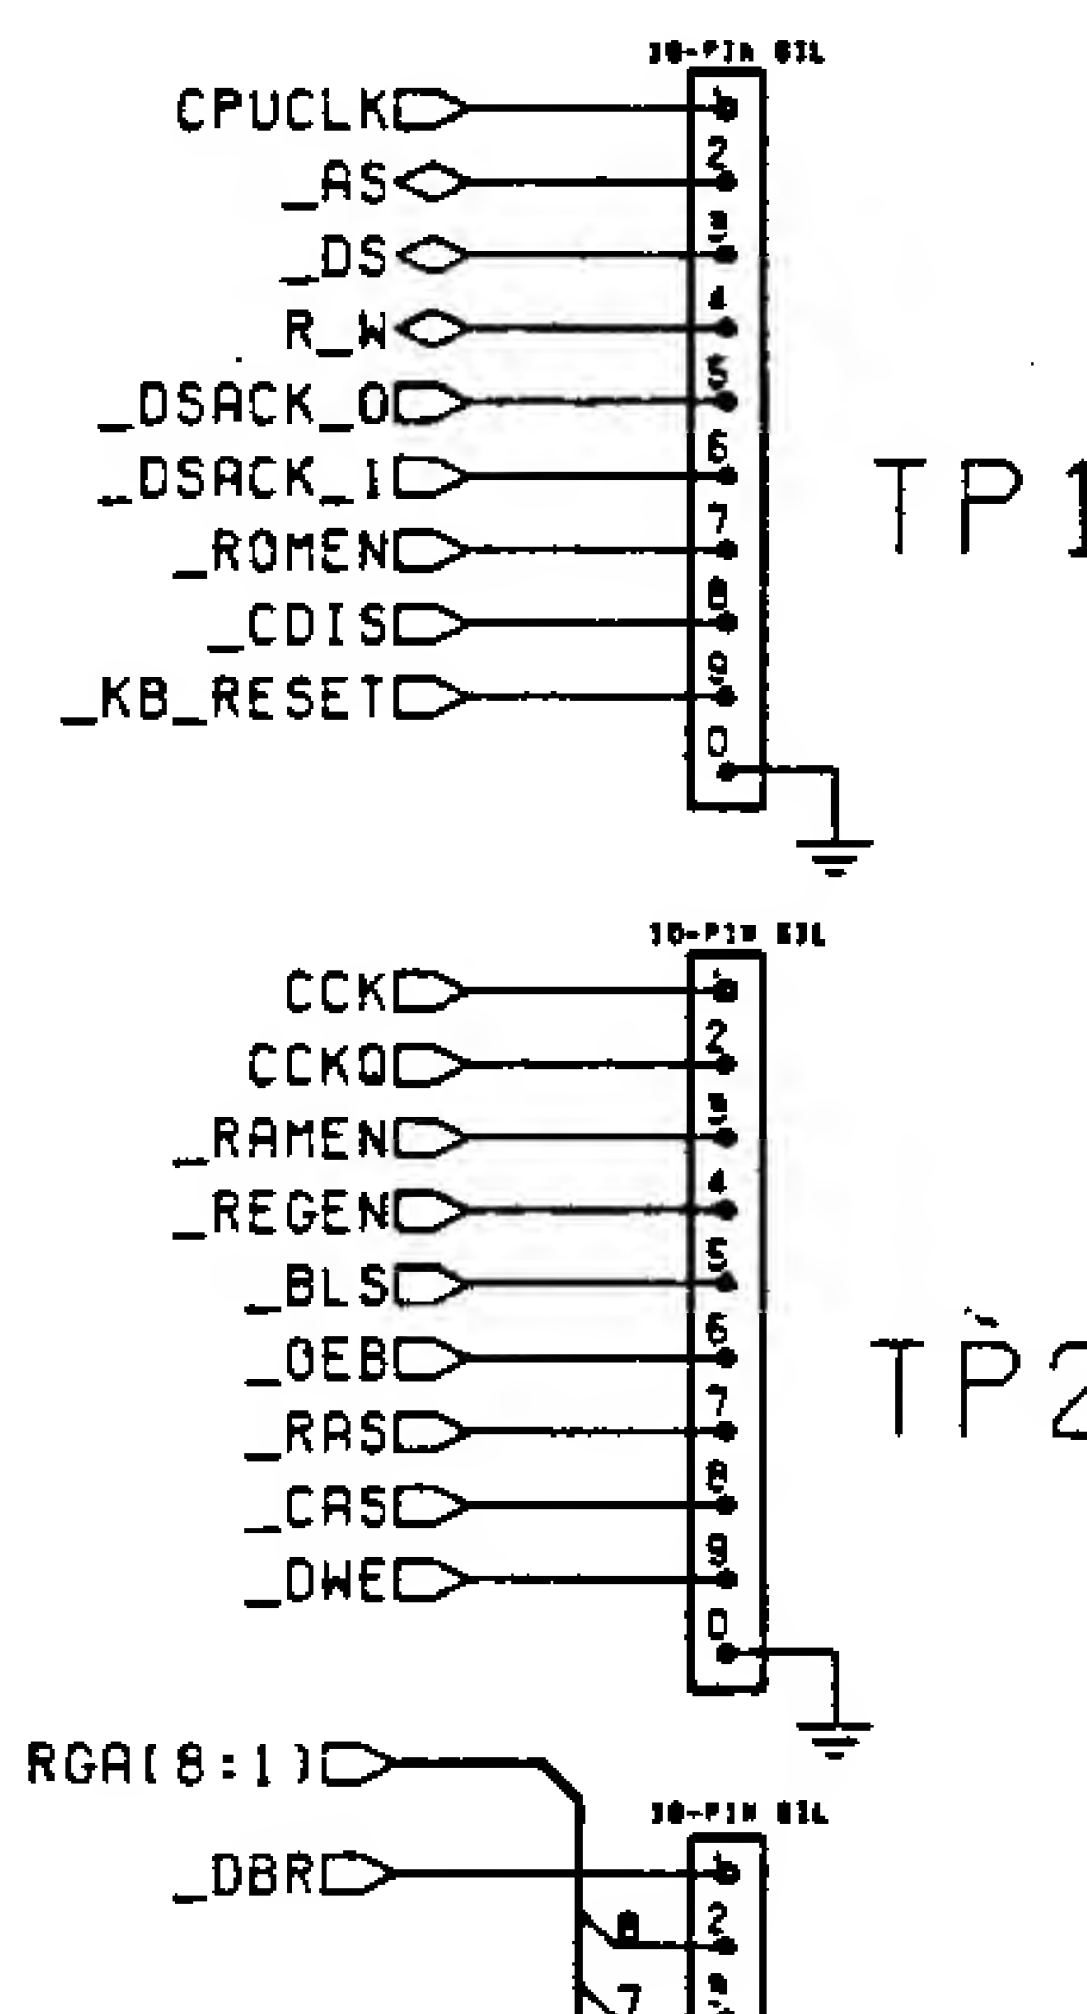 10-PIN SIL
CPUCLK 1
2
_AS
3
_DS
4
R_W
5
_DSACK_0
6
_DSACK_1
7
_ROMEN
8
_CDIS
9
_KB_RESET
0
TP1
10-PIN SIL
CCK 1
2
CCKQ
3
_RAMEN
4
_REGEN
5
_BLS
6
_OEB
7
_RAS
8
_CAS
9
_DWE
0
TP2
RGA(8:1)
10-PIN SIL
_DBR 1
8 2
7 3